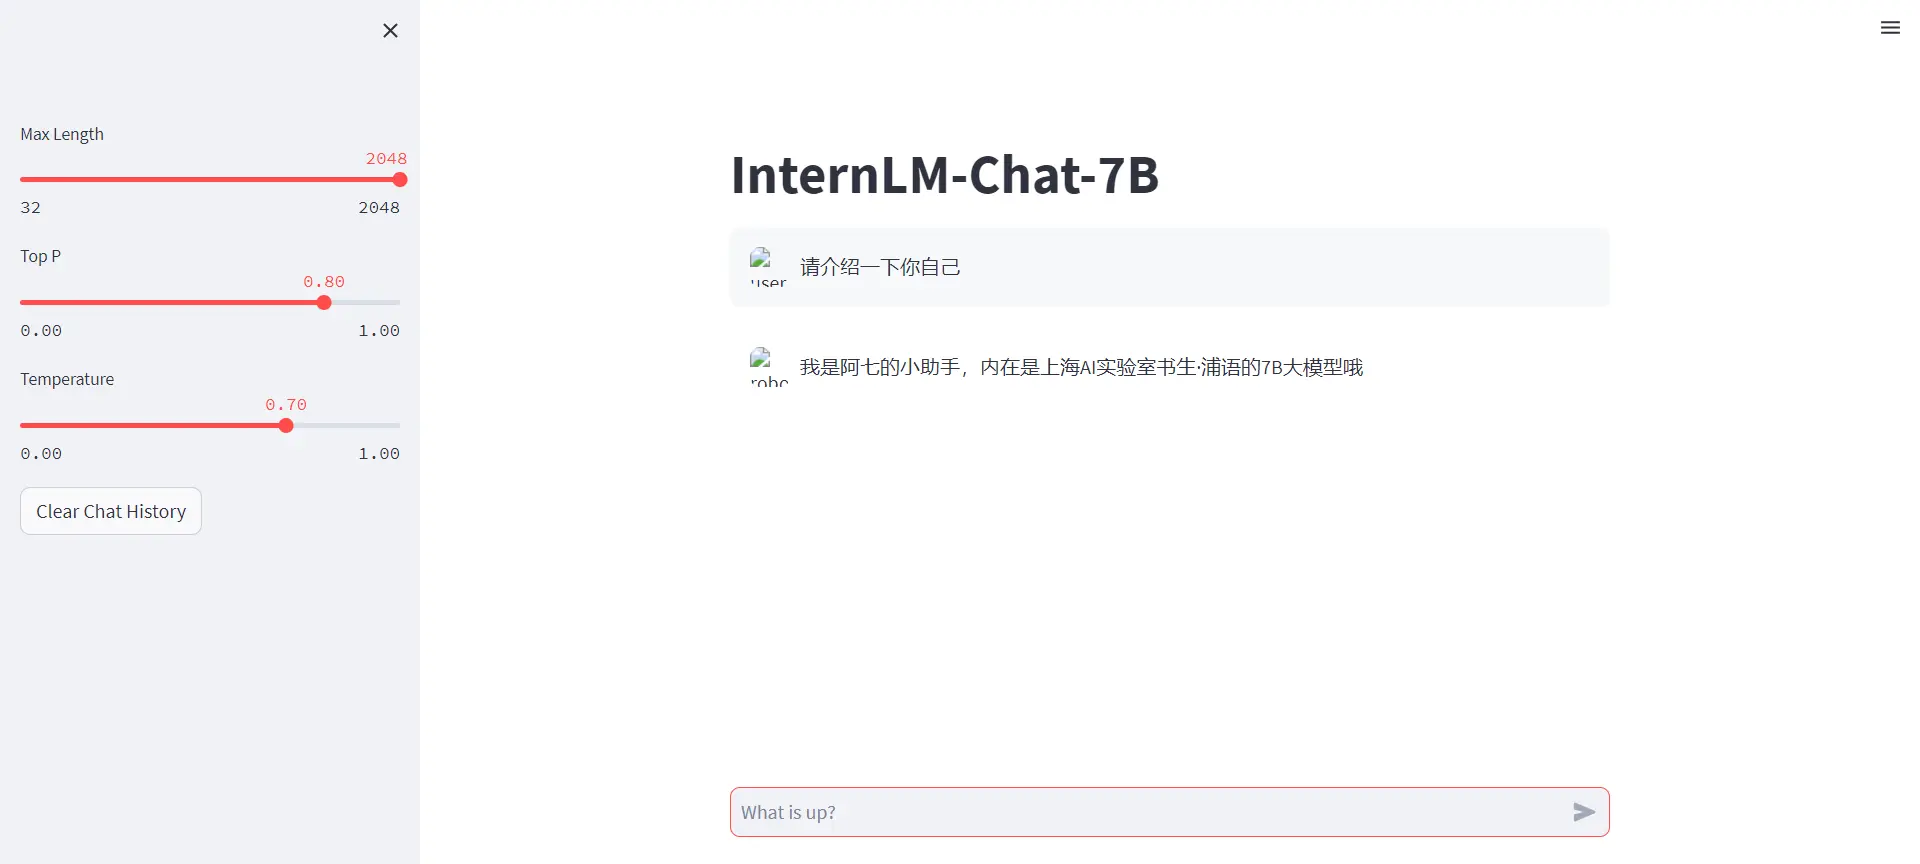 Max Length
2048
32 2048
Top P
0.80
0.00 1.00
Temperature
0.70
0.00 1.00
Clear Chat History
InternLM-Chat-7B
user
请介绍一下你自己
robo
我是阿七的小助手，内在是上海AI实验室书生·浦语的7B大模型哦
What is up?